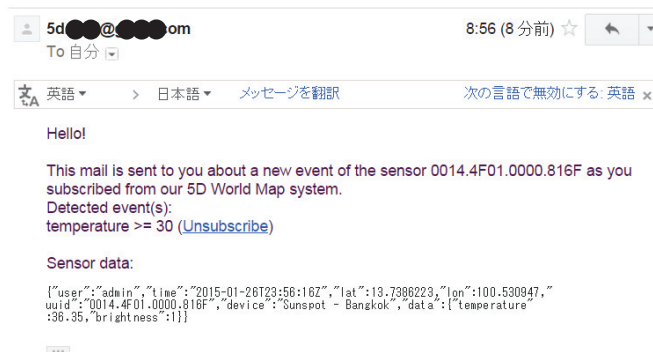 5d @g om
8:56 (8 分前)
To 自分
英語 > 日本語 メッセージを翻訳 次の言語で無効にする: 英語 ×
Hello!
This mail is sent to you about a new event of the sensor 0014.4F01.0000.816F as you
subscribed from our 5D World Map system.
Detected event(s):
temperature >= 30 (Unsubscribe)
Sensor data:
{"user":"admin","time":"2015-01-26T23:56:16Z","lat":13.7386223,"lon":100.530947,"
uuid":"0014.4F01.0000.816F","device":"Sunspot - Bangkok","data":{"temperature"
:36.35,"brightness":1}}